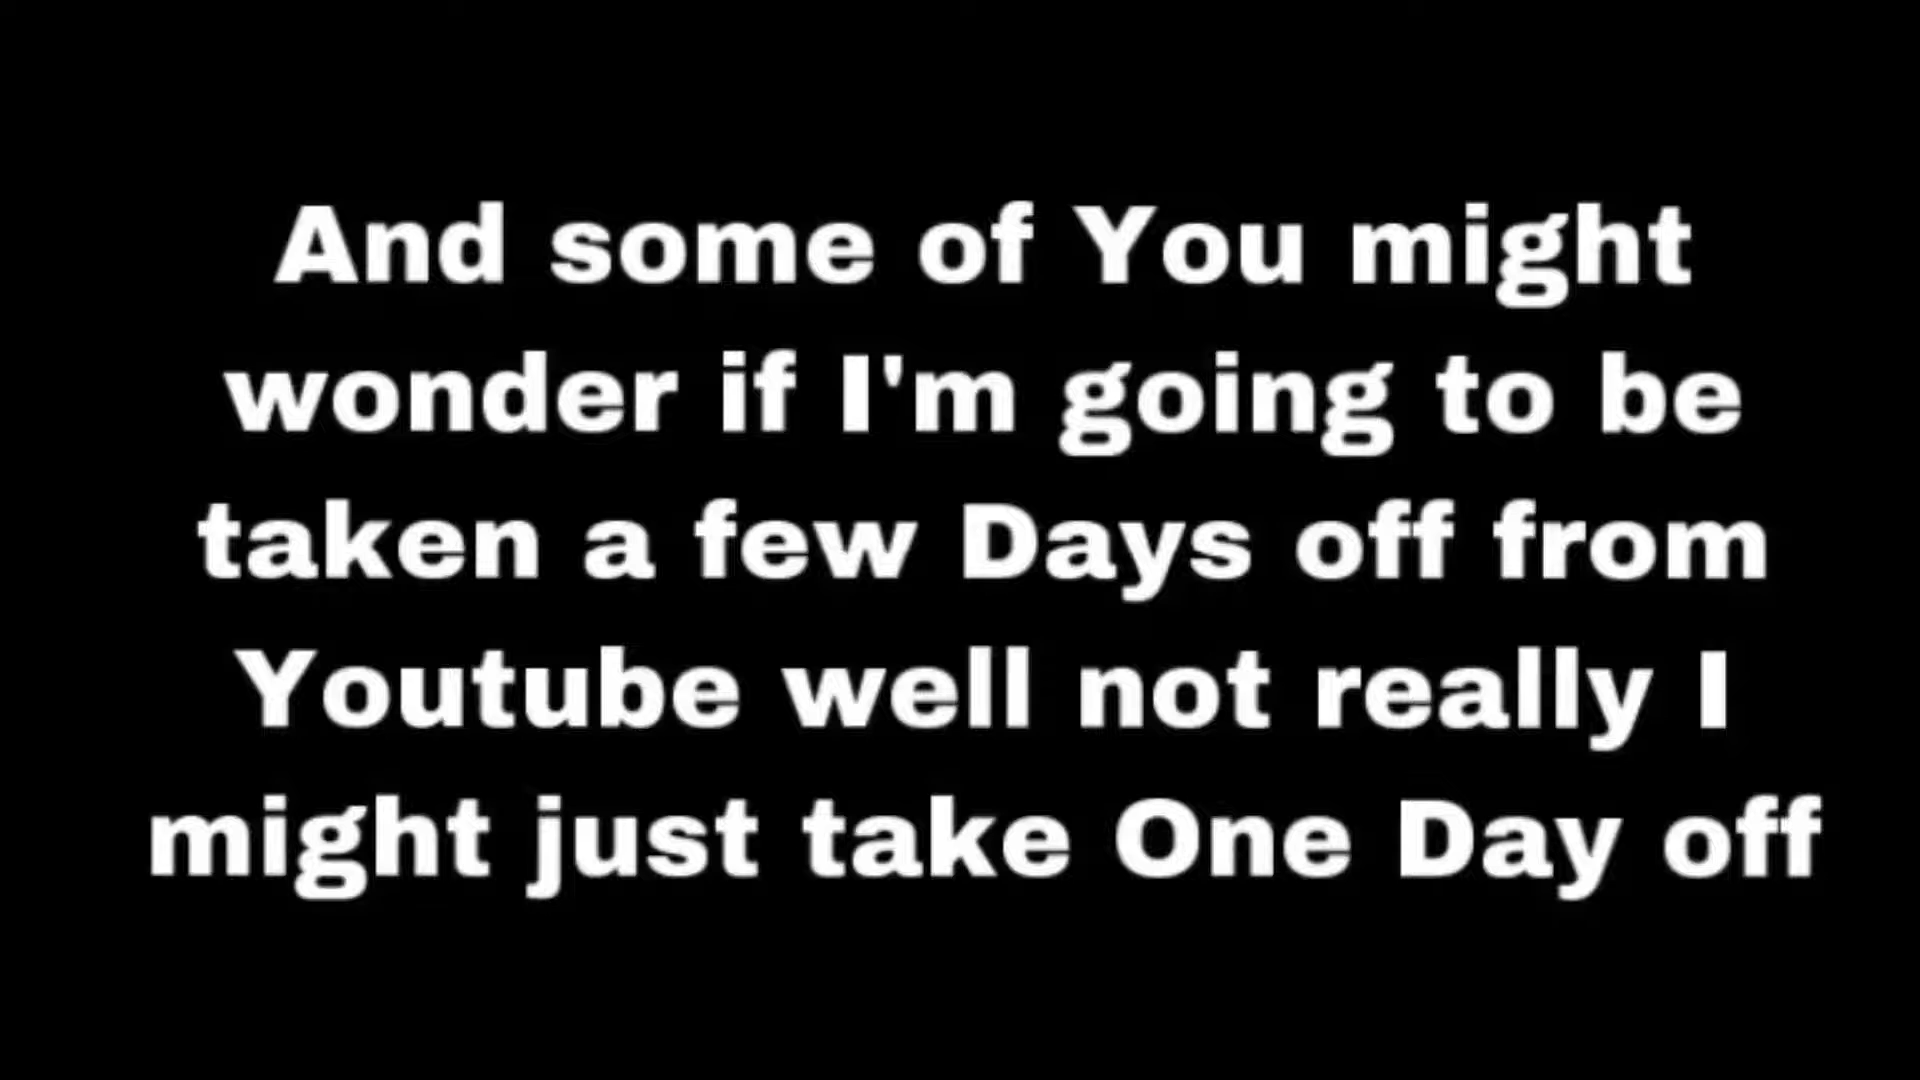 And some of You might
wonder if I'm going to be
taken a few Days off from
Youtube well not really I
might just take One Day off